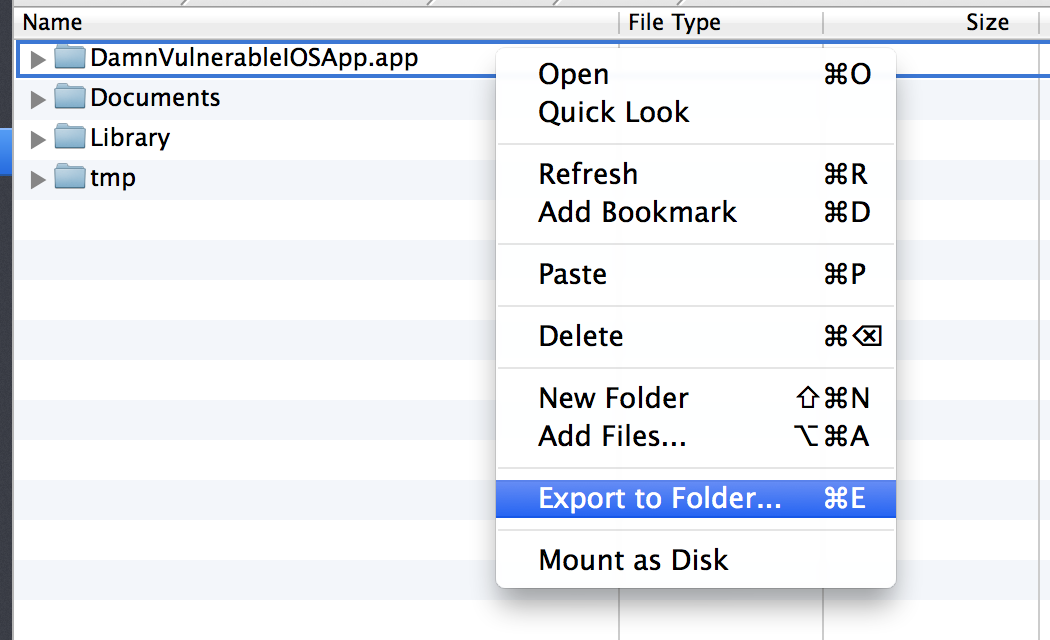 Name File Type Size
DamnVulnerableIOSApp.app
Documents
Library
tmp
Open ⌘O
Quick Look
Refresh ⌘R
Add Bookmark ⌘D
Paste ⌘P
Delete ⌘⌫
New Folder ⇧⌘N
Add Files... ⌥⌘A
Export to Folder... ⌘E
Mount as Disk